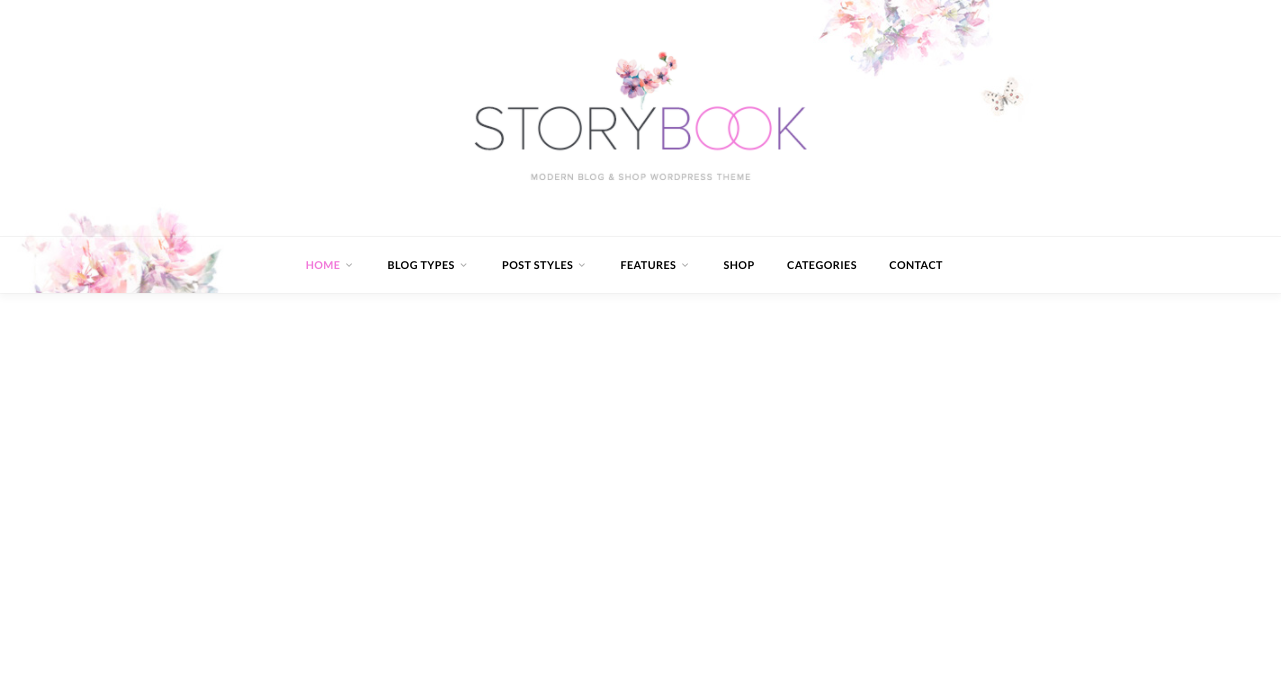 STORYBOOK
MODERN BLOG & SHOP WORDPRESS THEME
HOME BLOG TYPES POST STYLES FEATURES SHOP CATEGORIES CONTACT